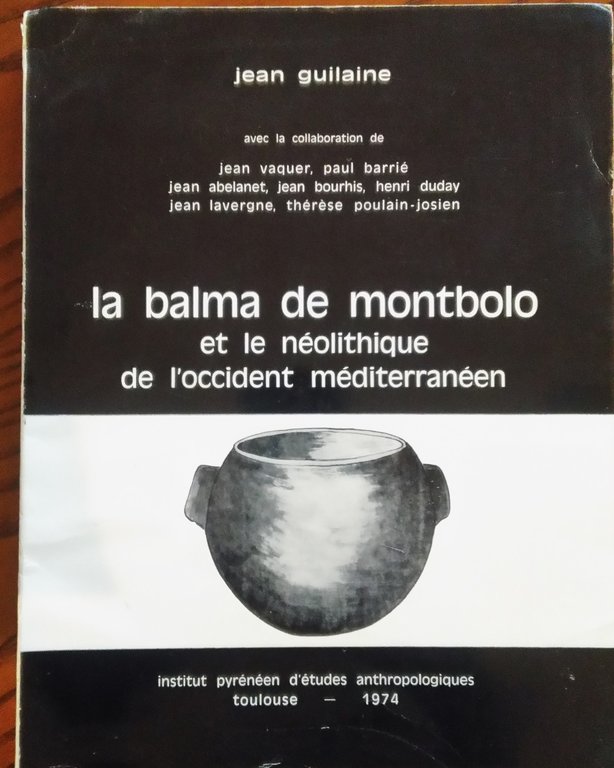 jean guilaine
avec la collaboration de
jean vaquer, paul barrié
jean abelanet, jean bourhis, henri duday
jean lavergne, thérèse poulain-josien
la balma de montbolo
et le néolithique
de l'occident méditerranéen
institut pyrénéen d'études anthropologiques
toulouse — 1974